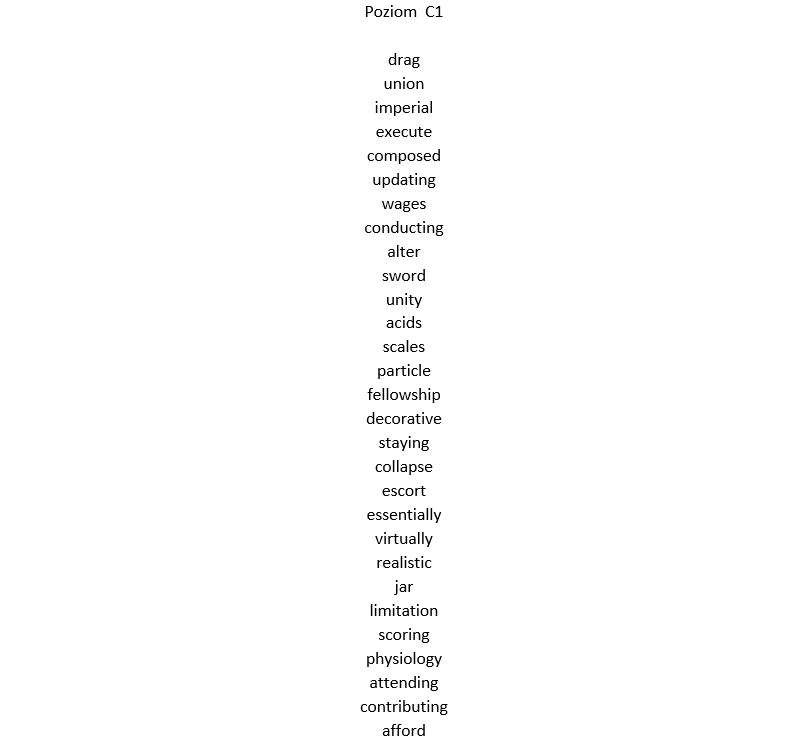 Poziom  C1
drag
union
imperial
execute
composed
updating
wages
conducting
alter
sword
unity
acids
scales
particle
fellowship
decorative
staying
collapse
escort
essentially
virtually
realistic
jar
limitation
scoring
physiology
attending
contributing
afford